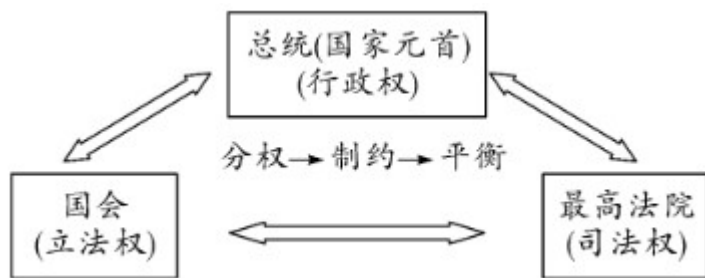 总统(国家元首)
(行政权)
分权→制约→平衡
国会
(立法权)
最高法院
(司法权)